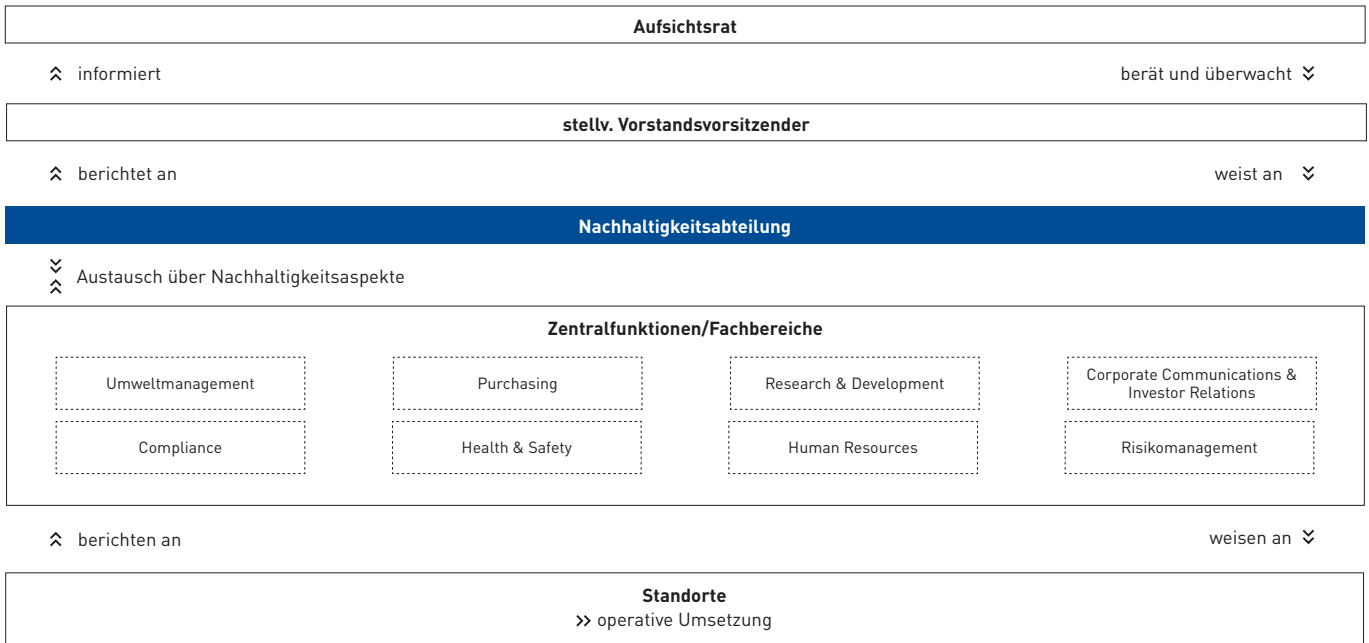 Aufsichtsrat
informiert
berät und überwacht
stellv. Vorstandsvorsitzender
berichtet an
weist an
Nachhaltigkeitsabteilung
Austausch über Nachhaltigkeitsaspekte
Zentralfunktionen/Fachbereiche
Umweltmanagement
Purchasing
Research & Development
Corporate Communications &
Investor Relations
Compliance
Health & Safety
Human Resources
Risikomanagement
berichten an
weisen an
Standorte
>> operative Umsetzung